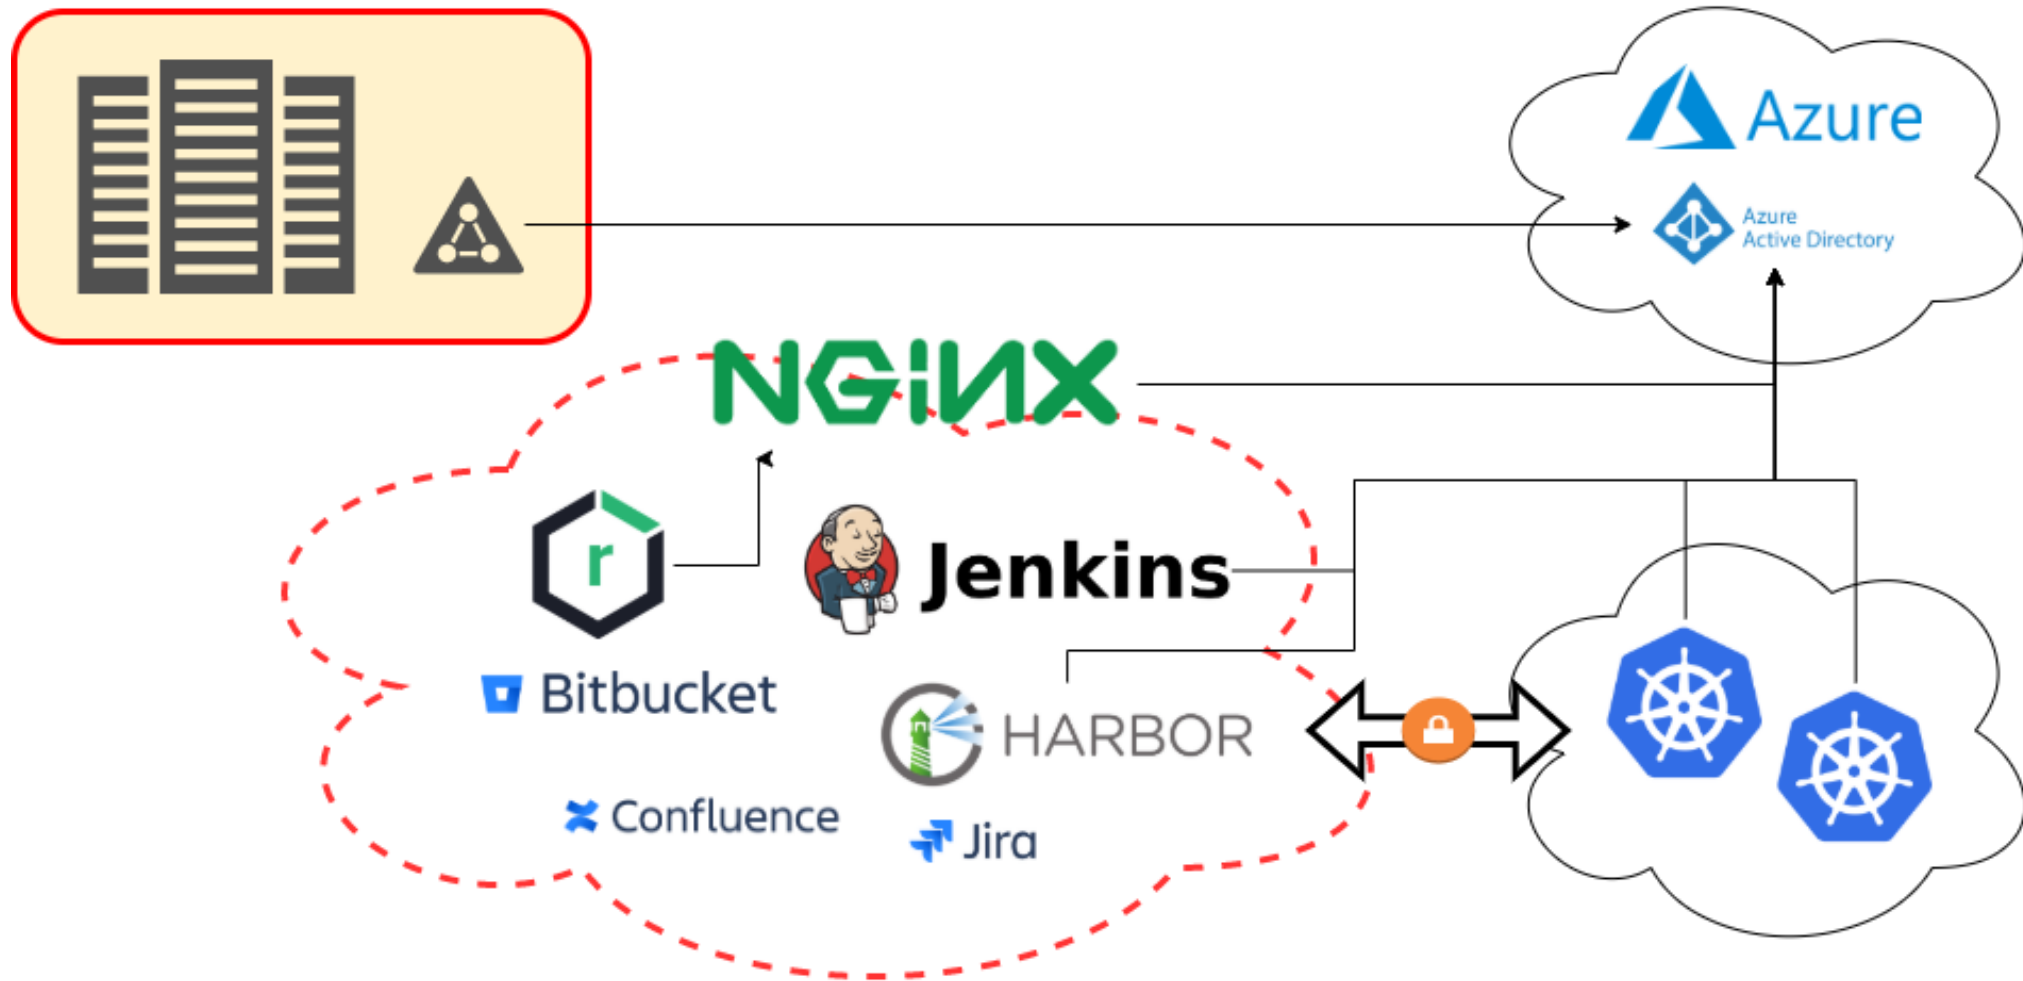 Azure
Azure
Active Directory
NGINX
r
Jenkins
Bitbucket
HARBOR
Confluence
Jira